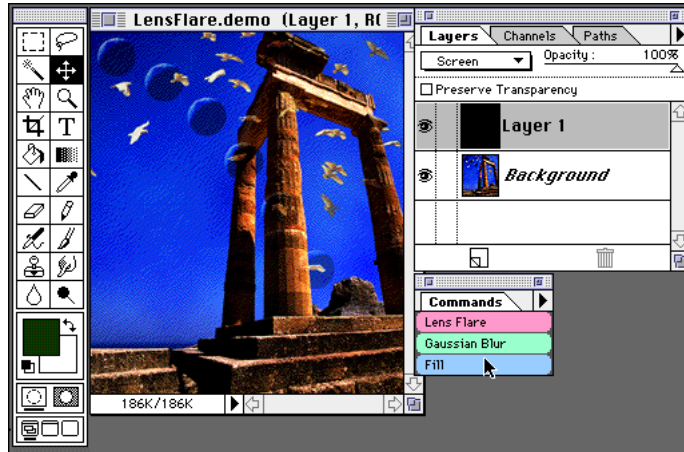 LensFlare.demo (Layer 1, R(
Layers Channels Paths
Screen Opacity: 100%
Preserve Transparency
Layer 1
Background
T
Commands
Lens Flare
Gaussian Blur
Fill
186K/186K